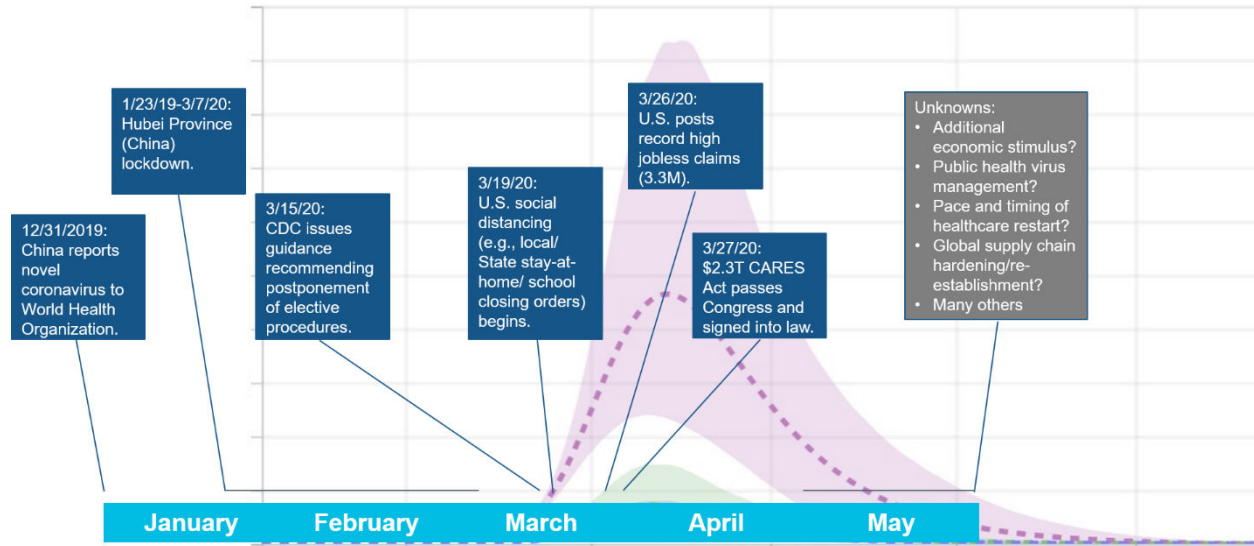 12/31/2019:
China reports
novel
coronavirus to
World Health
Organization.
1/23/19-3/7/20:
Hubei Province
(China)
lockdown.
3/15/20:
CDC issues
guidance
recommending
postponement
of elective
procedures.
3/19/20:
U.S. social
distancing
(e.g., local/
State stay-at-
home/ school
closing orders)
begins.
3/26/20:
U.S. posts
record high
jobless claims
(3.3M).
3/27/20:
$2.3T CARES
Act passes
Congress and
signed into law.
Unknowns:
• Additional
economic stimulus?
• Public health virus
management?
• Pace and timing of
healthcare restart?
• Global supply chain
hardening/re-
establishment?
• Many others
January February March April May